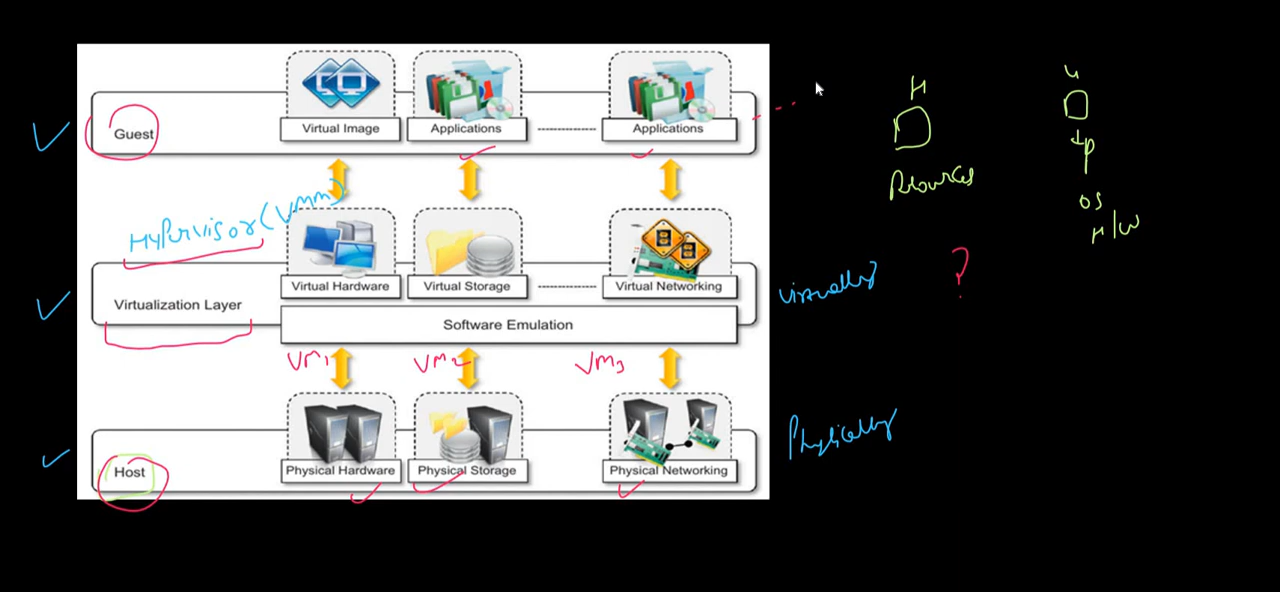 Virtual Image
Applications
Applications
Guest
Hypervisor (VMM)
Virtual Hardware
Virtual Storage
Virtual Networking
Virtualization Layer
Software Emulation
VM1
VM2
VM3
Physical Hardware
Physical Storage
Physical Networking
Host
H
Resources
OS
H/W
Virtually
?
Physically